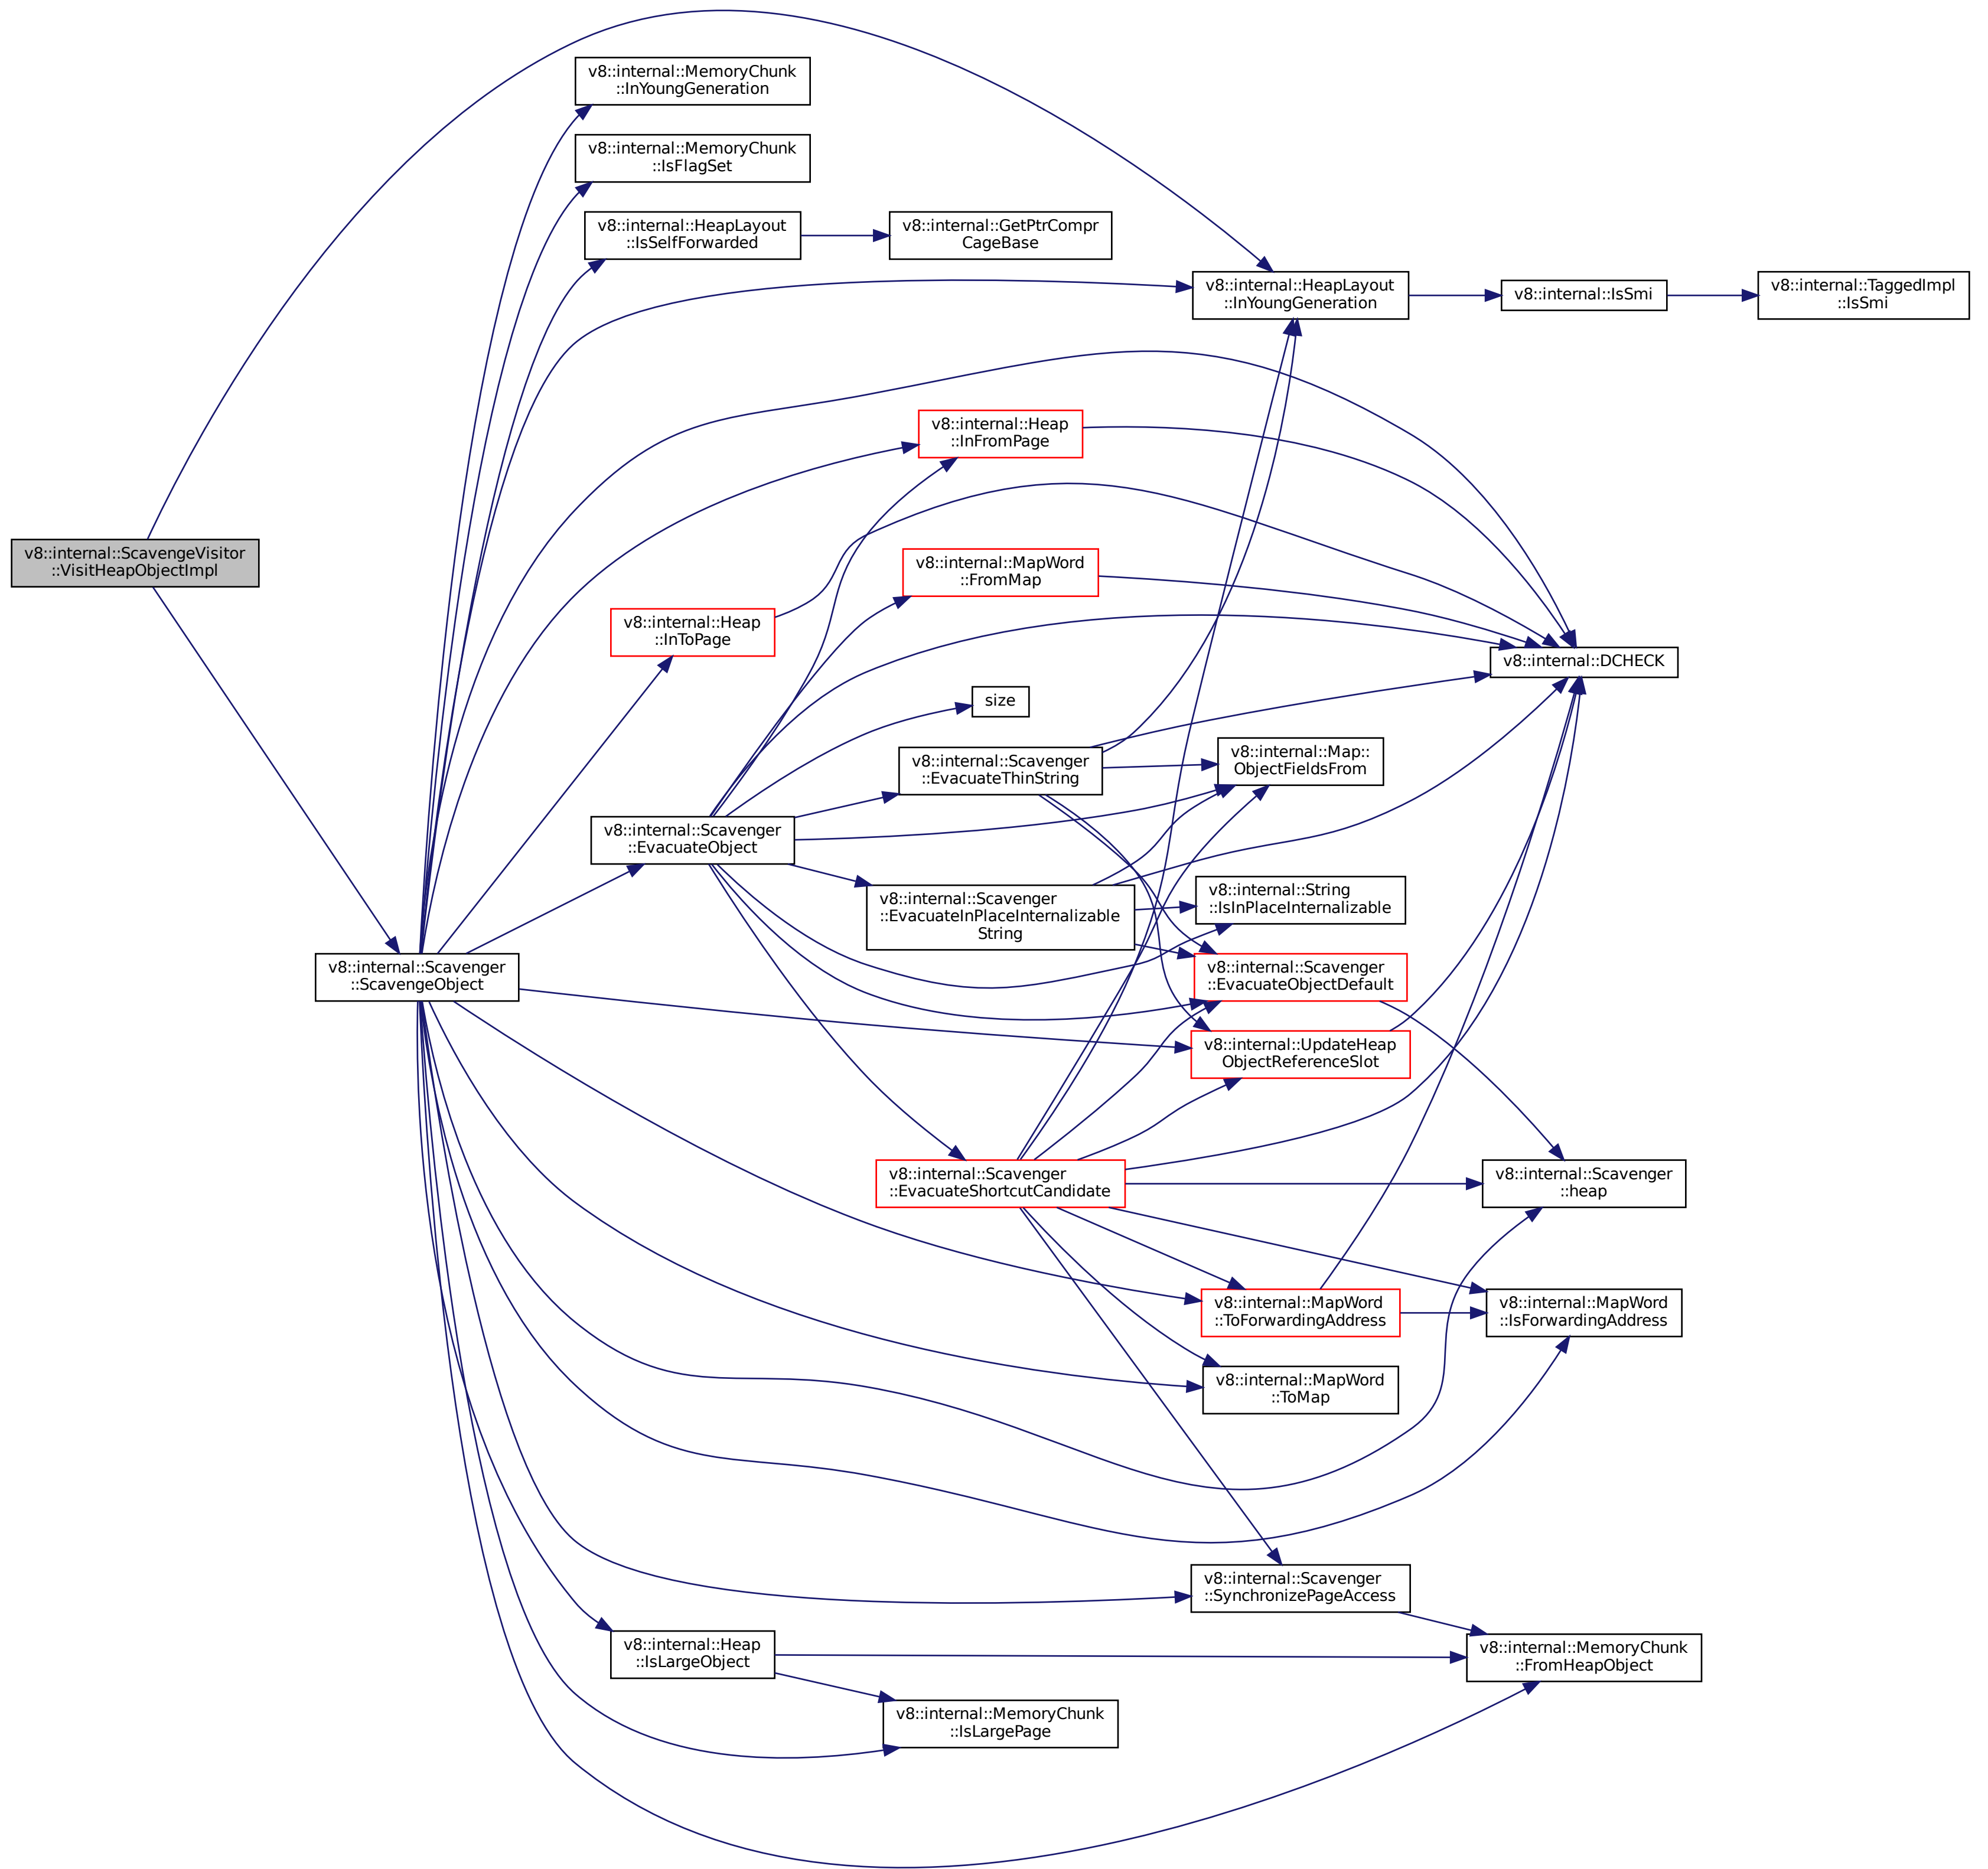 v8::internal::MemoryChunk
::InYoungGeneration
v8::internal::MemoryChunk
::IsFlagSet
v8::internal::HeapLayout
::IsSelfForwarded
v8::internal::GetPtrCompr
CageBase
v8::internal::HeapLayout
::InYoungGeneration
v8::internal::IsSmi
v8::internal::TaggedImpl
::IsSmi
v8::internal::Heap
::InFromPage
v8::internal::ScavengeVisitor
::VisitHeapObjectImpl
v8::internal::MapWord
::FromMap
v8::internal::Heap
::InToPage
v8::internal::DCHECK
size
v8::internal::Scavenger
::EvacuateThinString
v8::internal::Map::
ObjectFieldsFrom
v8::internal::Scavenger
::EvacuateObject
v8::internal::Scavenger
::EvacuateInPlaceInternalizable
String
v8::internal::String
::IsInPlaceInternalizable
v8::internal::Scavenger
::ScavengeObject
v8::internal::Scavenger
::EvacuateObjectDefault
v8::internal::UpdateHeap
ObjectReferenceSlot
v8::internal::Scavenger
::EvacuateShortcutCandidate
v8::internal::Scavenger
::heap
v8::internal::MapWord
::ToForwardingAddress
v8::internal::MapWord
::IsForwardingAddress
v8::internal::MapWord
::ToMap
v8::internal::Scavenger
::SynchronizePageAccess
v8::internal::Heap
::IsLargeObject
v8::internal::MemoryChunk
::FromHeapObject
v8::internal::MemoryChunk
::IsLargePage